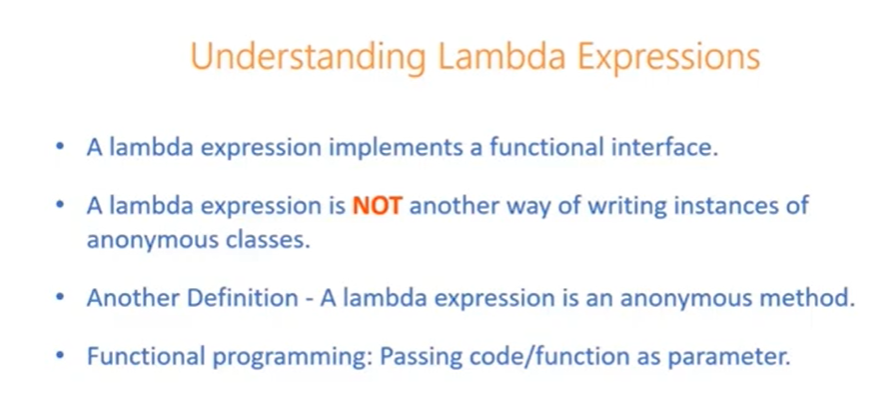 Understanding Lambda Expressions
• A lambda expression implements a functional interface.
• A lambda expression is NOT another way of writing instances of
anonymous classes.
• Another Definition - A lambda expression is an anonymous method.
• Functional programming: Passing code/function as parameter.